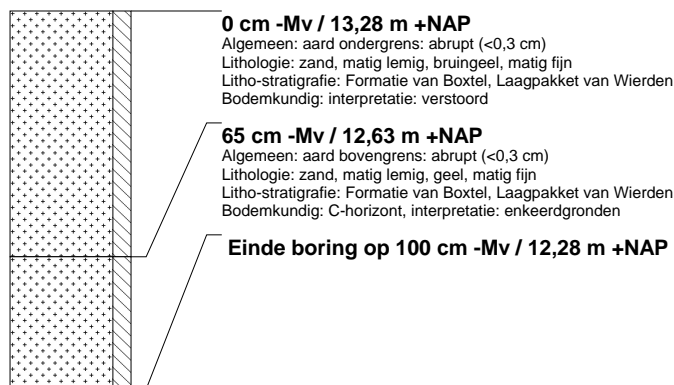 0 cm -Mv / 13,28 m +NAP
Algemeen: aard ondergrens: abrupt (<0,3 cm)
Lithologie: zand, matig lemig, bruingeel, matig fijn
Litho-stratigrafie: Formatie van Boxtel, Laagpakket van Wierden
Bodemkundig: interpretatie: verstoord
65 cm -Mv / 12,63 m +NAP
Algemeen: aard bovengrens: abrupt (<0,3 cm)
Lithologie: zand, matig lemig, geel, matig fijn
Litho-stratigrafie: Formatie van Boxtel, Laagpakket van Wierden
Bodemkundig: C-horizont, interpretatie: enkeerdgronden
Einde boring op 100 cm -Mv / 12,28 m +NAP